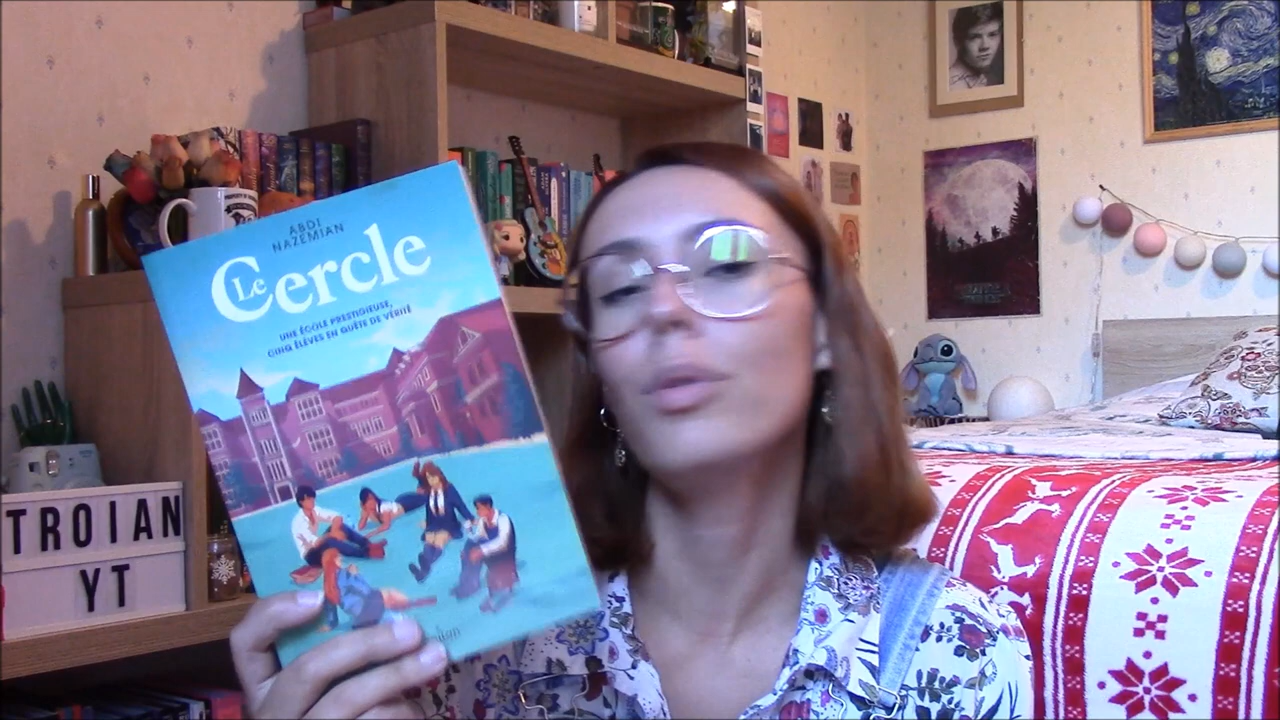 ABDI
NAZEMIAN
Le Cercle
UNE ÉCOLE PRESTIGIEUSE,
CINQ ÉLÈVES EN QUÊTE DE VÉRITÉ
TROIAN
YT